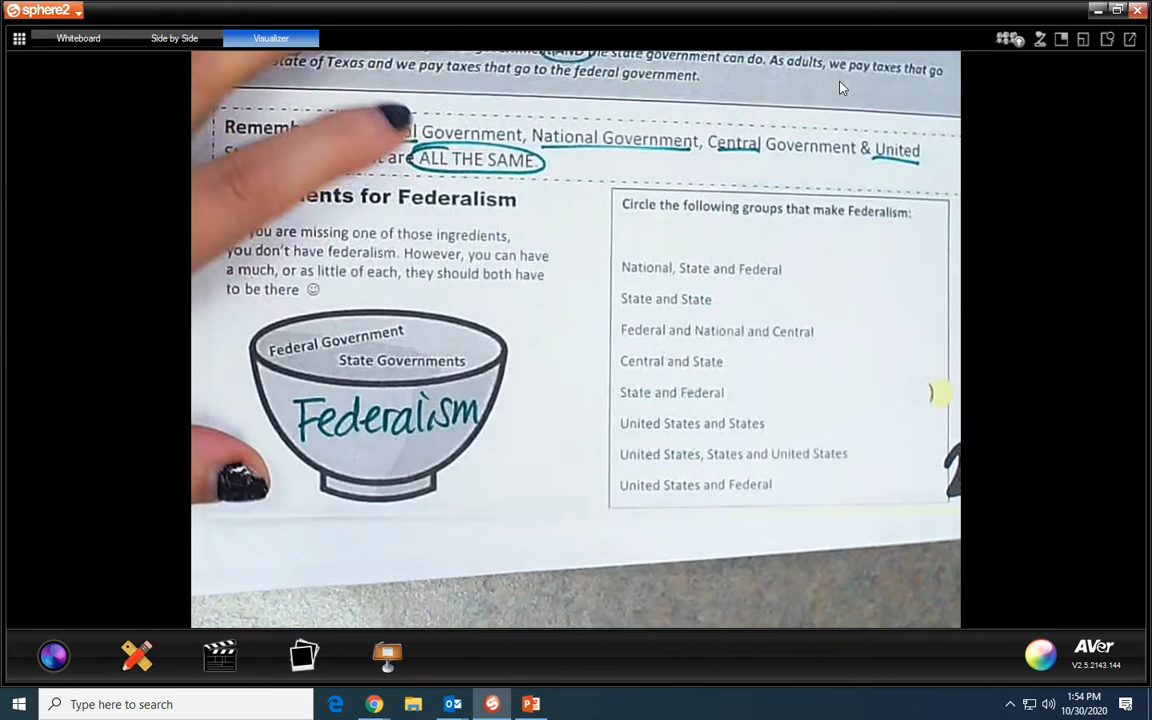 sphere2
Whiteboard
Side by Side
Visualizer
AND the state government can do. As adults, we pay taxes that go
state of Texas and we pay taxes that go to the federal government.
Government, National Government, Central Government & United
are ALL THE SAME.
for Federalism
you are missing one of those ingredients,
you don't have federalism. However, you can have
a much, or as little of each, they should both have
to be there ☺
Federal Government
State Governments
Federalism
Circle the following groups that make Federalism:
National, State and Federal
State and State
Federal and National and Central
Central and State
State and Federal
United States and States
United States, States and United States
United States and Federal
AVer
V2.5.2143.144
Type here to search
1:54 PM
10/30/2020